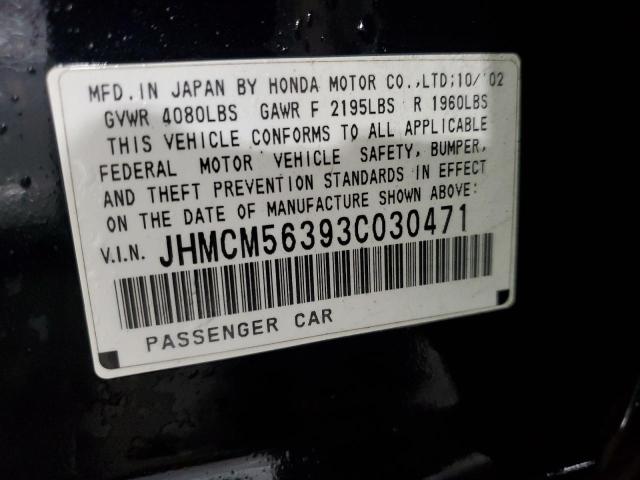 MFD.IN JAPAN BY HONDA MOTOR CO.,LTD;10/'02
GVWR 4080LBS GAWR F 2195LBS R 1960LBS
THIS VEHICLE CONFORMS TO ALL APPLICABLE
FEDERAL MOTOR VEHICLE SAFETY, BUMPER,
AND THEFT PREVENTION STANDARDS IN EFFECT
ON THE DATE OF MANUFACTURE SHOWN ABOVE:
V.I.N. JHMCM56393C030471
PASSENGER CAR